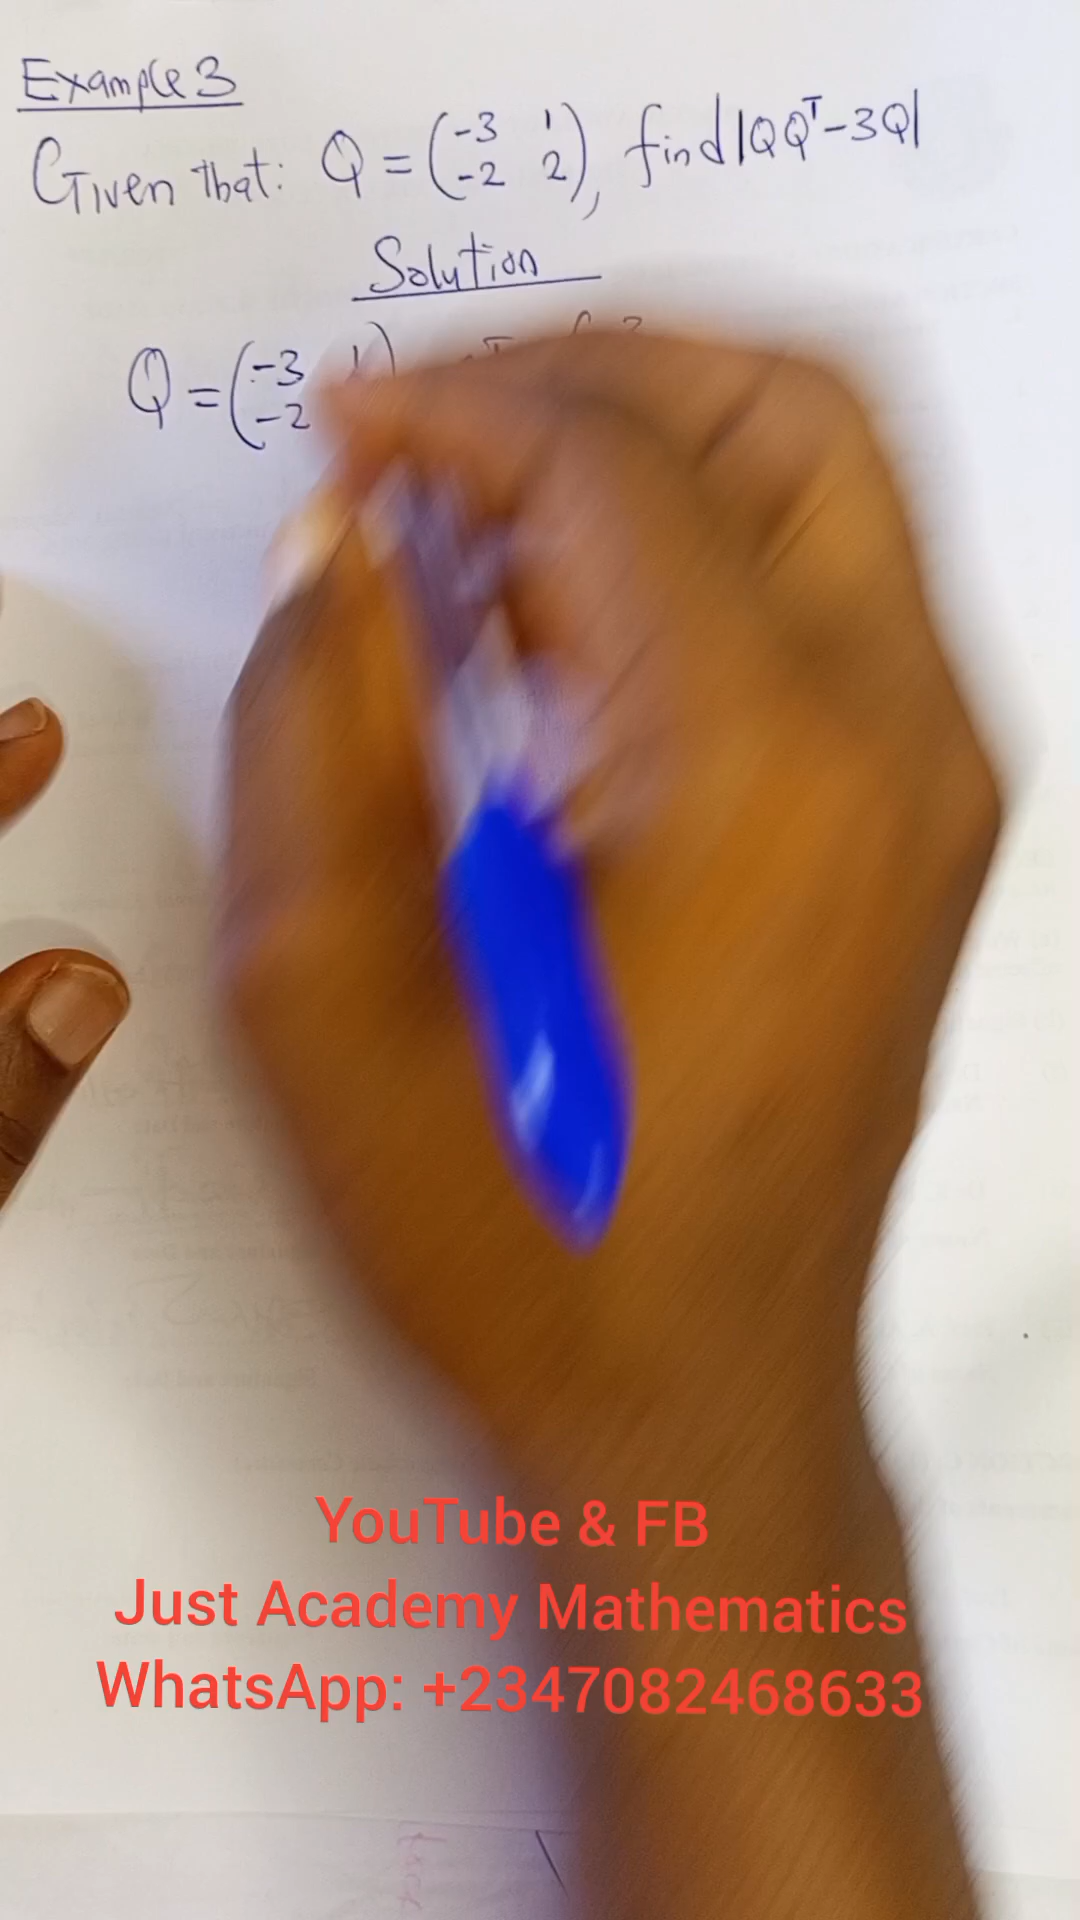 Example 3
Given That: Q = (-3 1
-2 2), find |QQᵀ-3Q|
Solution
Q = (-3 1)
-2
YouTube & FB
Just Academy Mathematics
WhatsApp: +2347082468633